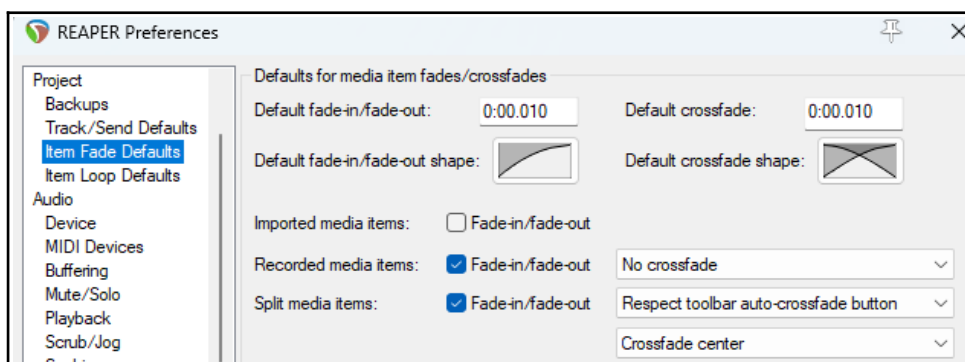 REAPER Preferences
Project
Backups
Track/Send Defaults
Item Fade Defaults
Item Loop Defaults
Audio
Device
MIDI Devices
Buffering
Mute/Solo
Playback
Scrub/Jog
Defaults for media item fades/crossfades
Default fade-in/fade-out: 0:00.010 Default crossfade: 0:00.010
Default fade-in/fade-out shape: Default crossfade shape:
Imported media items: Fade-in/fade-out
Recorded media items: Fade-in/fade-out No crossfade
Split media items: Fade-in/fade-out Respect toolbar auto-crossfade button
Crossfade center